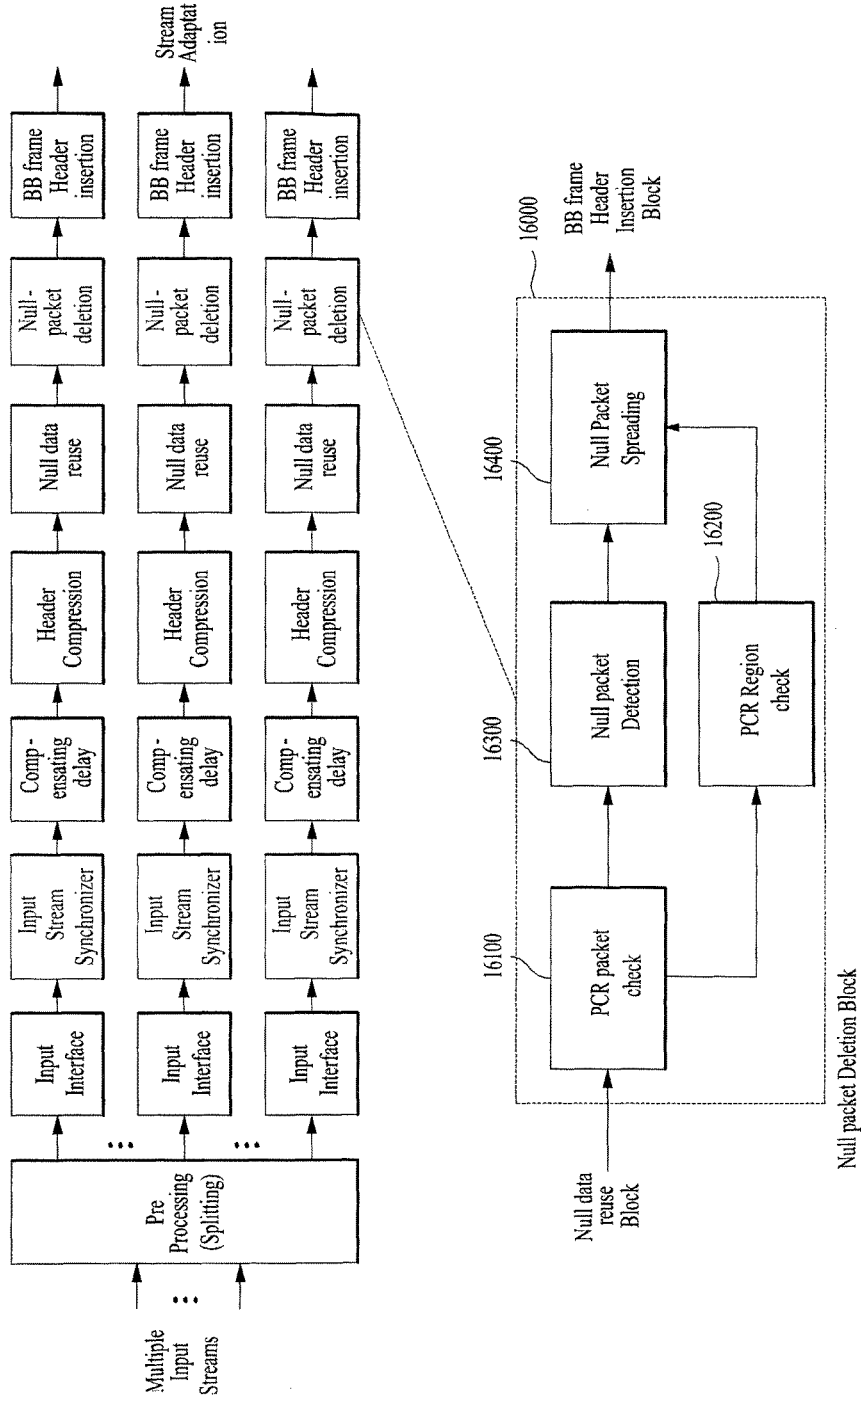 Multiple
Input
Streams
Pre
Processing
(Splitting)
Input
Interface
Input
Stream
Synchronizer
Comp -
ensating
delay
Header
Compression
Null data
reuse
Null -
packet
deletion
BB frame
Header
insertion
Input
Interface
Input
Stream
Synchronizer
Comp -
ensating
delay
Header
Compression
Null data
reuse
Null -
packet
deletion
BB frame
Header
insertion
Stream
Adaptat
ion
Input
Interface
Input
Stream
Synchronizer
Comp -
ensating
delay
Header
Compression
Null data
reuse
Null -
packet
deletion
BB frame
Header
insertion
16000
Null data
reuse
Block
16100
PCR packet
check
16300
Null packet
Detection
16400
Null Packet
Spreading
BB frame
Header
Insertion
Block
16200
PCR Region
check
Null packet Deletion Block